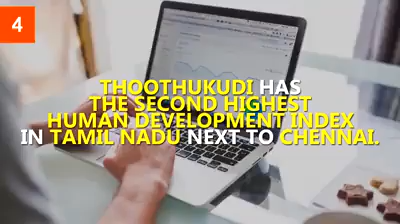 4
THOOTHUKUDI HAS
THE SECOND HIGHEST
HUMAN DEVELOPMENT INDEX
IN TAMIL NADU NEXT TO CHENNAI.